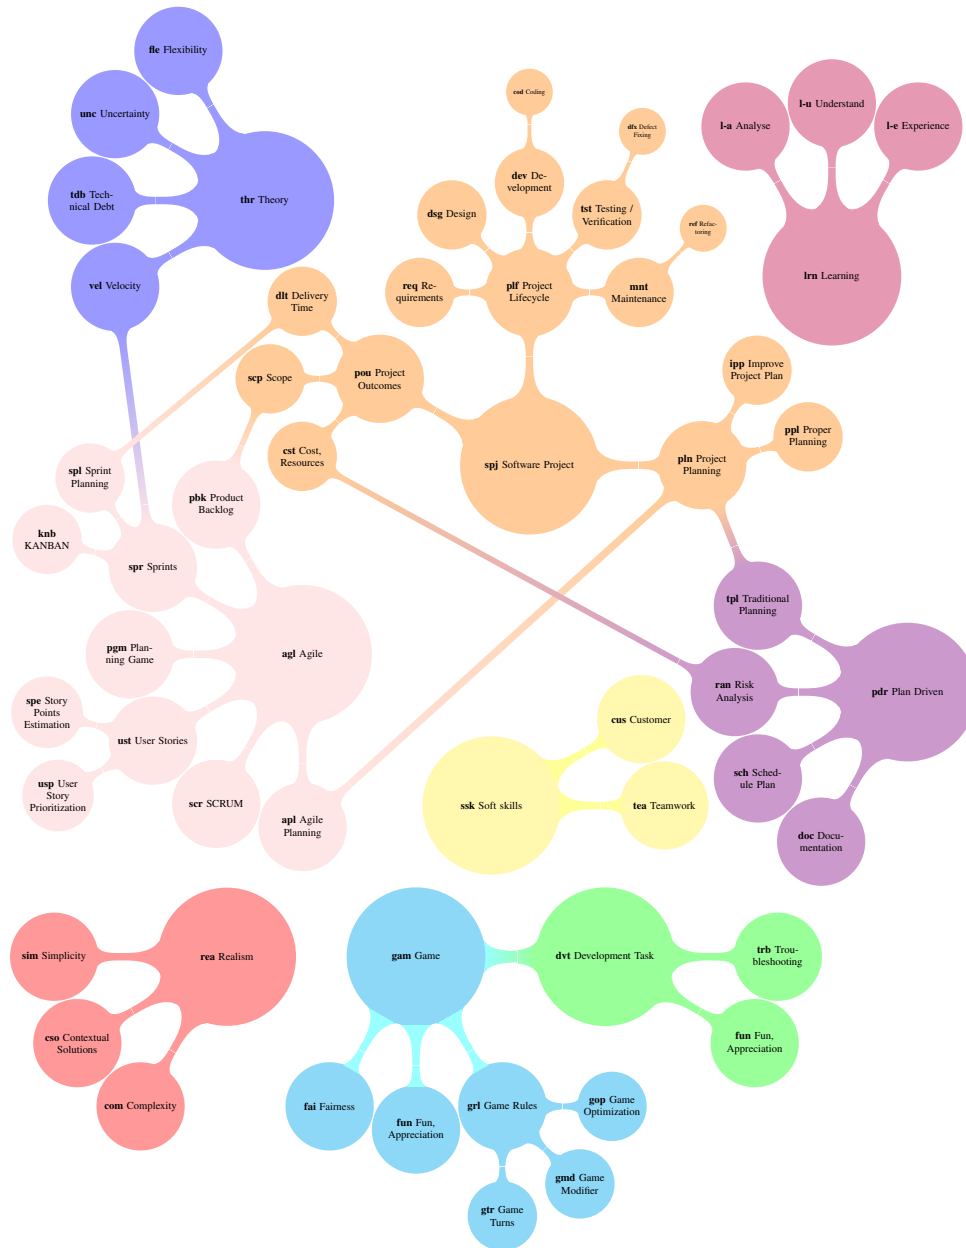 fle Flexibility
unc Uncertainty
tdb Tech-
nical Debt
vel Velocity
thr Theory
cod Coding
dfx Defect
Fixing
dev De-
velopment
dsg Design
tst Testing /
Verification
ref Refac-
toring
req Re-
quirements
plf Project
Lifecycle
mnt
Maintenance
l-a Analyse
l-u Understand
l-e Experience
lrn Learning
dlt Delivery
Time
scp Scope
pou Project
Outcomes
cst Cost,
Resources
spj Software Project
ipp Improve
Project Plan
ppl Proper
Planning
pln Project
Planning
spl Sprint
Planning
knb
KANBAN
spr Sprints
pbk Product
Backlog
pgm Plan-
ning Game
agl Agile
spe Story
Points
Estimation
ust User Stories
usp User
Story
Prioritization
scr SCRUM
apl Agile
Planning
tpl Traditional
Planning
ran Risk
Analysis
pdr Plan Driven
sch Sched-
ule Plan
doc Docu-
mentation
cus Customer
ssk Soft skills
tea Teamwork
sim Simplicity
rea Realism
cso Contextual
Solutions
com Complexity
gam Game
dvt Development Task
trb Trou-
bleshooting
fun Fun,
Appreciation
fai Fairness
fun Fun,
Appreciation
grl Game Rules
gop Game
Optimization
gmd Game
Modifier
gtr Game
Turns